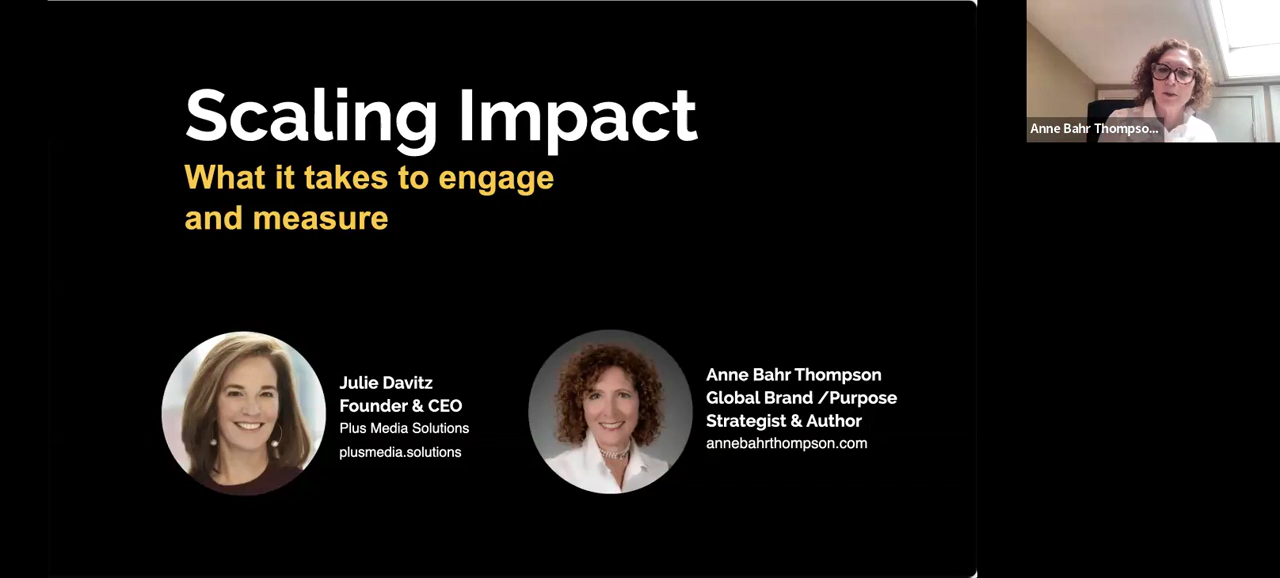 Scaling Impact
What it takes to engage
and measure
Julie Davitz
Founder & CEO
Plus Media Solutions
plusmedia.solutions
Anne Bahr Thompson
Global Brand /Purpose
Strategist & Author
annebahrthompson.com
Anne Bahr Thompso...